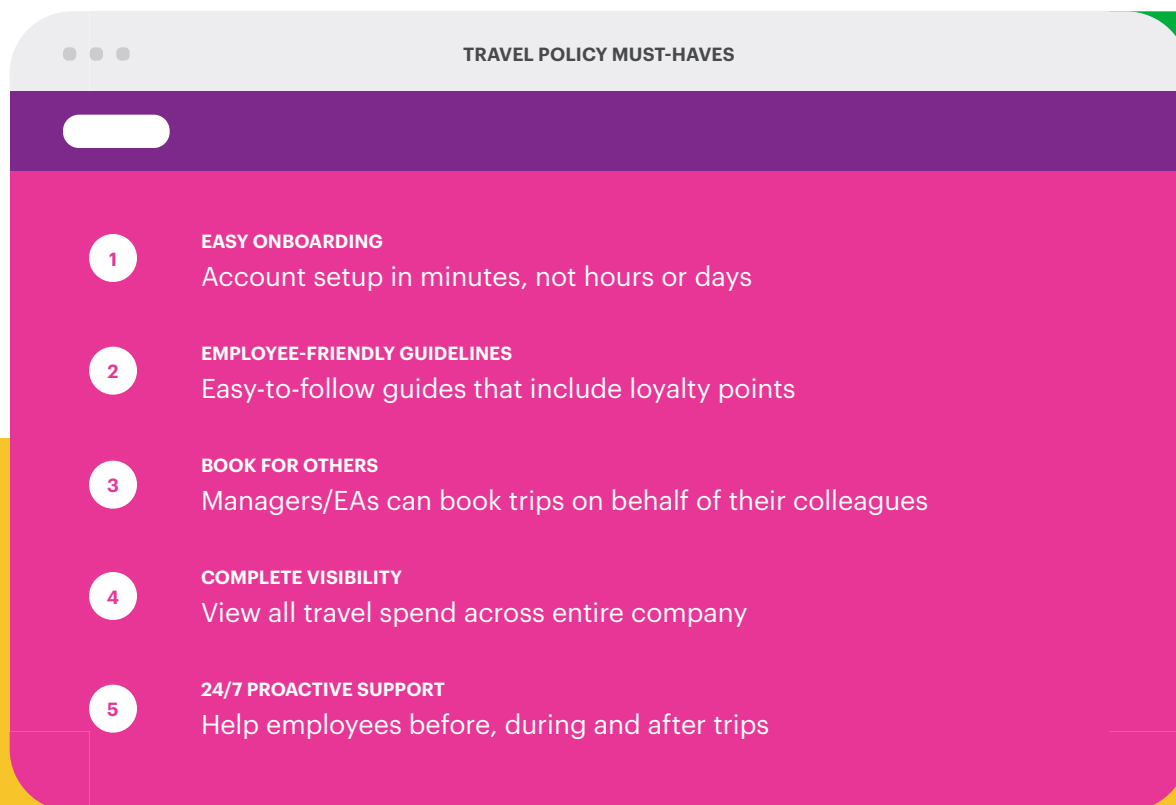 TRAVEL POLICY MUST-HAVES
1
EASY ONBOARDING
Account setup in minutes, not hours or days
2
EMPLOYEE-FRIENDLY GUIDELINES
Easy-to-follow guides that include loyalty points
3
BOOK FOR OTHERS
Managers/EAs can book trips on behalf of their colleagues
4
COMPLETE VISIBILITY
View all travel spend across entire company
5
24/7 PROACTIVE SUPPORT
Help employees before, during and after trips